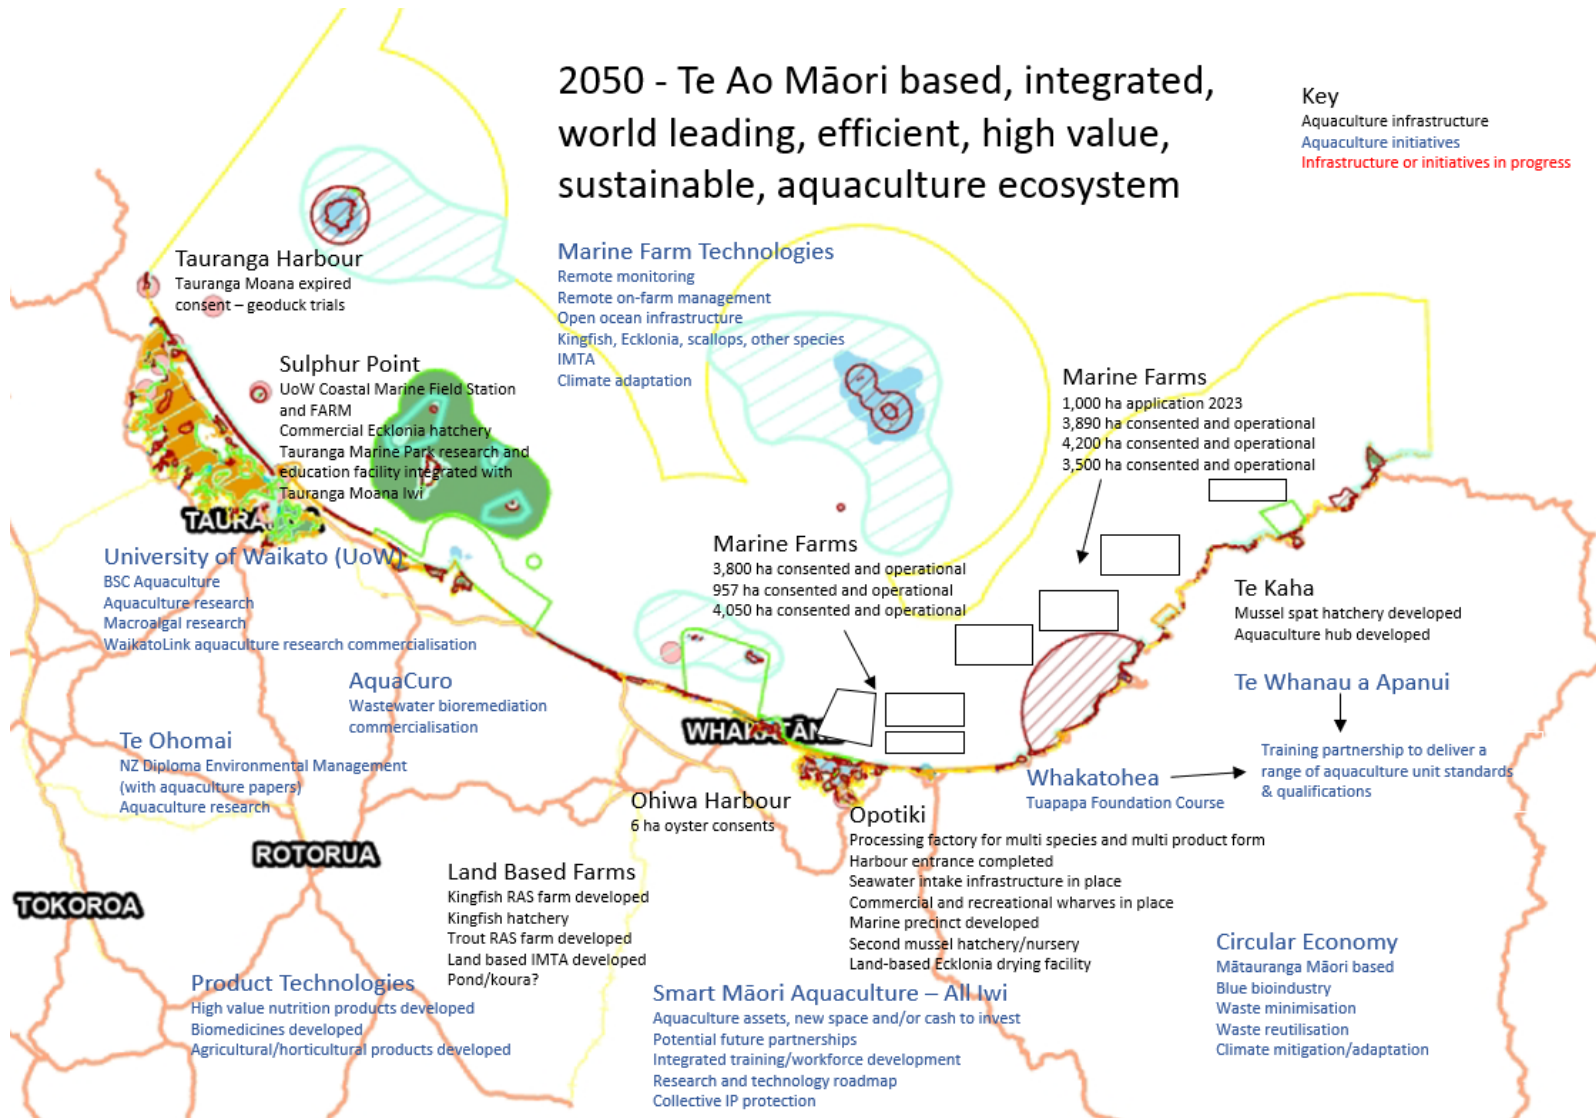 2050 - Te Ao Māori based, integrated,
world leading, efficient, high value,
sustainable, aquaculture ecosystem
Key
Aquaculture infrastructure
Aquaculture initiatives
Infrastructure or initiatives in progress
Tauranga Harbour
Tauranga Moana expired
consent – geoduck trials
Marine Farm Technologies
Remote monitoring
Remote on-farm management
Open ocean infrastructure
Kingfish, Ecklonia, scallops, other species
IMTA
Climate adaptation
Sulphur Point
UoW Coastal Marine Field Station
and FARM
Commercial Ecklonia hatchery
Tauranga Marine Park research and
education facility integrated with
Tauranga Moana Iwi
Marine Farms
1,000 ha application 2023
3,890 ha consented and operational
4,200 ha consented and operational
3,500 ha consented and operational
Marine Farms
3,800 ha consented and operational
957 ha consented and operational
4,050 ha consented and operational
University of Waikato (UoW)
BSC Aquaculture
Aquaculture research
Macroalgal research
WaikatoLink aquaculture research commercialisation
Te Kaha
Mussel spat hatchery developed
Aquaculture hub developed
AquaCuro
Wastewater bioremediation
commercialisation
Te Whanau a Apanui
Te Ohomai
NZ Diploma Environmental Management
(with aquaculture papers)
Aquaculture research
Training partnership to deliver a
range of aquaculture unit standards
& qualifications
Whakatohea
Tuapapa Foundation Course
Ohiwa Harbour
6 ha oyster consents
Opotiki
Processing factory for multi species and multi product form
Harbour entrance completed
Seawater intake infrastructure in place
Commercial and recreational wharves in place
Marine precinct developed
Second mussel hatchery/nursery
Land-based Ecklonia drying facility
ROTORUA
TOKOROA
Land Based Farms
Kingfish RAS farm developed
Kingfish hatchery
Trout RAS farm developed
Land based IMTA developed
Pond/koura?
Product Technologies
High value nutrition products developed
Biomedicines developed
Agricultural/horticultural products developed
Smart Māori Aquaculture – All Iwi
Aquaculture assets, new space and/or cash to invest
Potential future partnerships
Integrated training/workforce development
Research and technology roadmap
Collective IP protection
Circular Economy
Mātauranga Māori based
Blue bioindustry
Waste minimisation
Waste reutilisation
Climate mitigation/adaptation